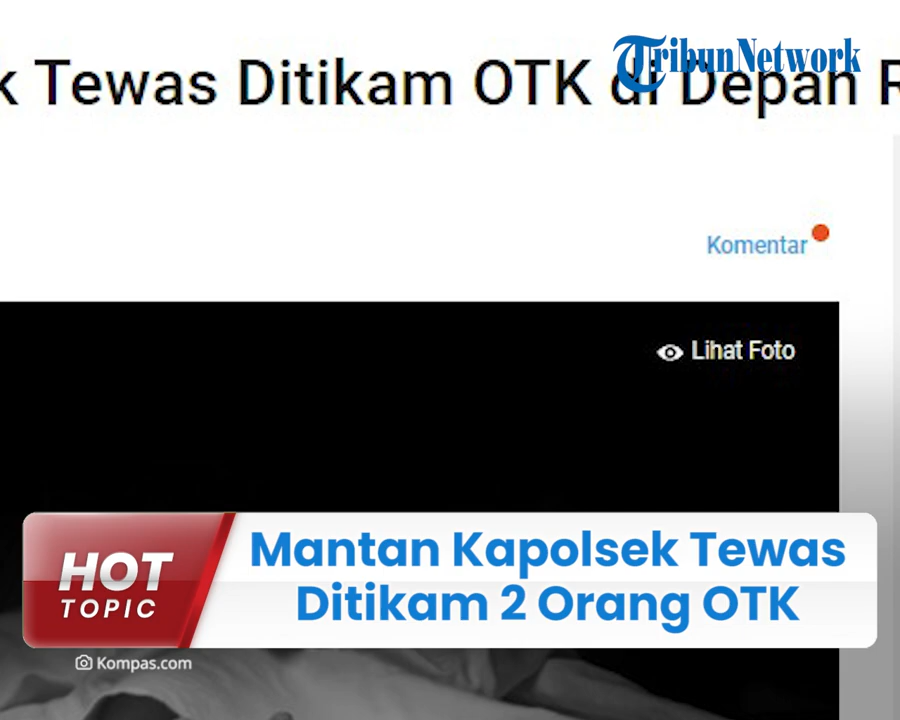 TribunNetwork
k Tewas Ditikam OTK di Depan R
Komentar
Lihat Foto
HOT
TOPIC
Mantan Kapolsek Tewas
Ditikam 2 Orang OTK
Kompas.com